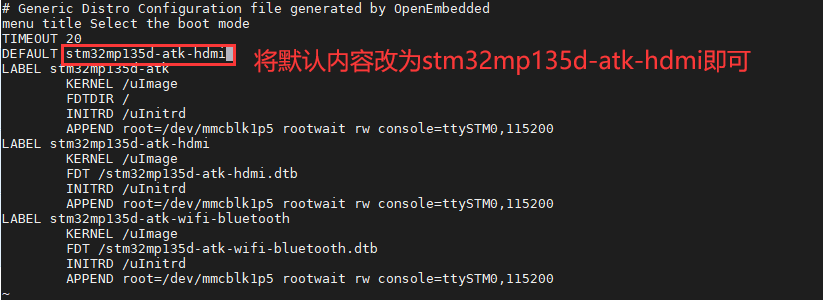 # Generic Distro Configuration file generated by OpenEmbedded
menu title Select the boot mode
TIMEOUT 20
DEFAULT stm32mp135d-atk-hdmi
将默认内容改为stm32mp135d-atk-hdmi即可
LABEL stm32mp135d-atk
        KERNEL /uImage
        FDTDIR /
        INITRD /uInitrd
        APPEND root=/dev/mmcblk1p5 rootwait rw console=ttySTM0,115200
LABEL stm32mp135d-atk-hdmi
        KERNEL /uImage
        FDT /stm32mp135d-atk-hdmi.dtb
        INITRD /uInitrd
        APPEND root=/dev/mmcblk1p5 rootwait rw console=ttySTM0,115200
LABEL stm32mp135d-atk-wifi-bluetooth
        KERNEL /uImage
        FDT /stm32mp135d-atk-wifi-bluetooth.dtb
        INITRD /uInitrd
        APPEND root=/dev/mmcblk1p5 rootwait rw console=ttySTM0,115200
~